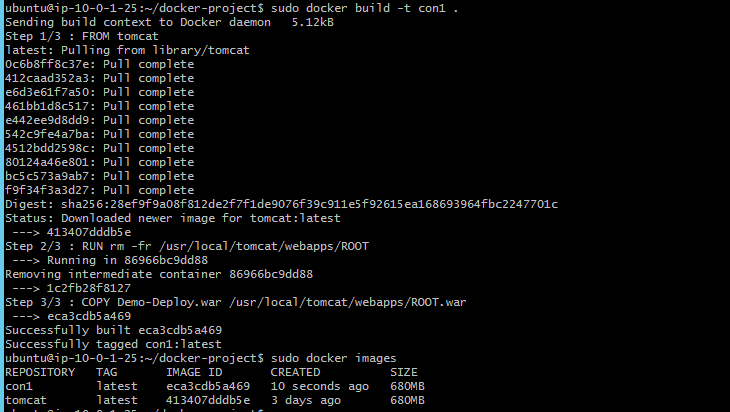 ubuntu@ip-10-0-1-25:~/docker-project$ sudo docker build -t con1 .
Sending build context to Docker daemon   5.12kB
Step 1/3 : FROM tomcat
latest: Pulling from library/tomcat
0c6b8ff8c37e: Pull complete
412caad352a3: Pull complete
e6d3e61f7a50: Pull complete
461bb1d8c517: Pull complete
e442ee9d8dd9: Pull complete
542c9fe4a7ba: Pull complete
4512bdd2598c: Pull complete
80124a46e801: Pull complete
bc5c573a9ab7: Pull complete
f9f34f3a3d27: Pull complete
Digest: sha256:28ef9f9a08f812de2f7f1de9076f39c911e5f92615ea168693964fbc2247701c
Status: Downloaded newer image for tomcat:latest
 ---> 413407dddb5e
Step 2/3 : RUN rm -fr /usr/local/tomcat/webapps/ROOT
 ---> Running in 86966bc9dd88
Removing intermediate container 86966bc9dd88
 ---> 1c2fb28f8127
Step 3/3 : COPY Demo-Deploy.war /usr/local/tomcat/webapps/ROOT.war
 ---> eca3cdb5a469
Successfully built eca3cdb5a469
Successfully tagged con1:latest
ubuntu@ip-10-0-1-25:~/docker-project$ sudo docker images
REPOSITORY   TAG       IMAGE ID       CREATED          SIZE
con1         latest    eca3cdb5a469   10 seconds ago   680MB
tomcat       latest    413407dddb5e   3 days ago       680MB